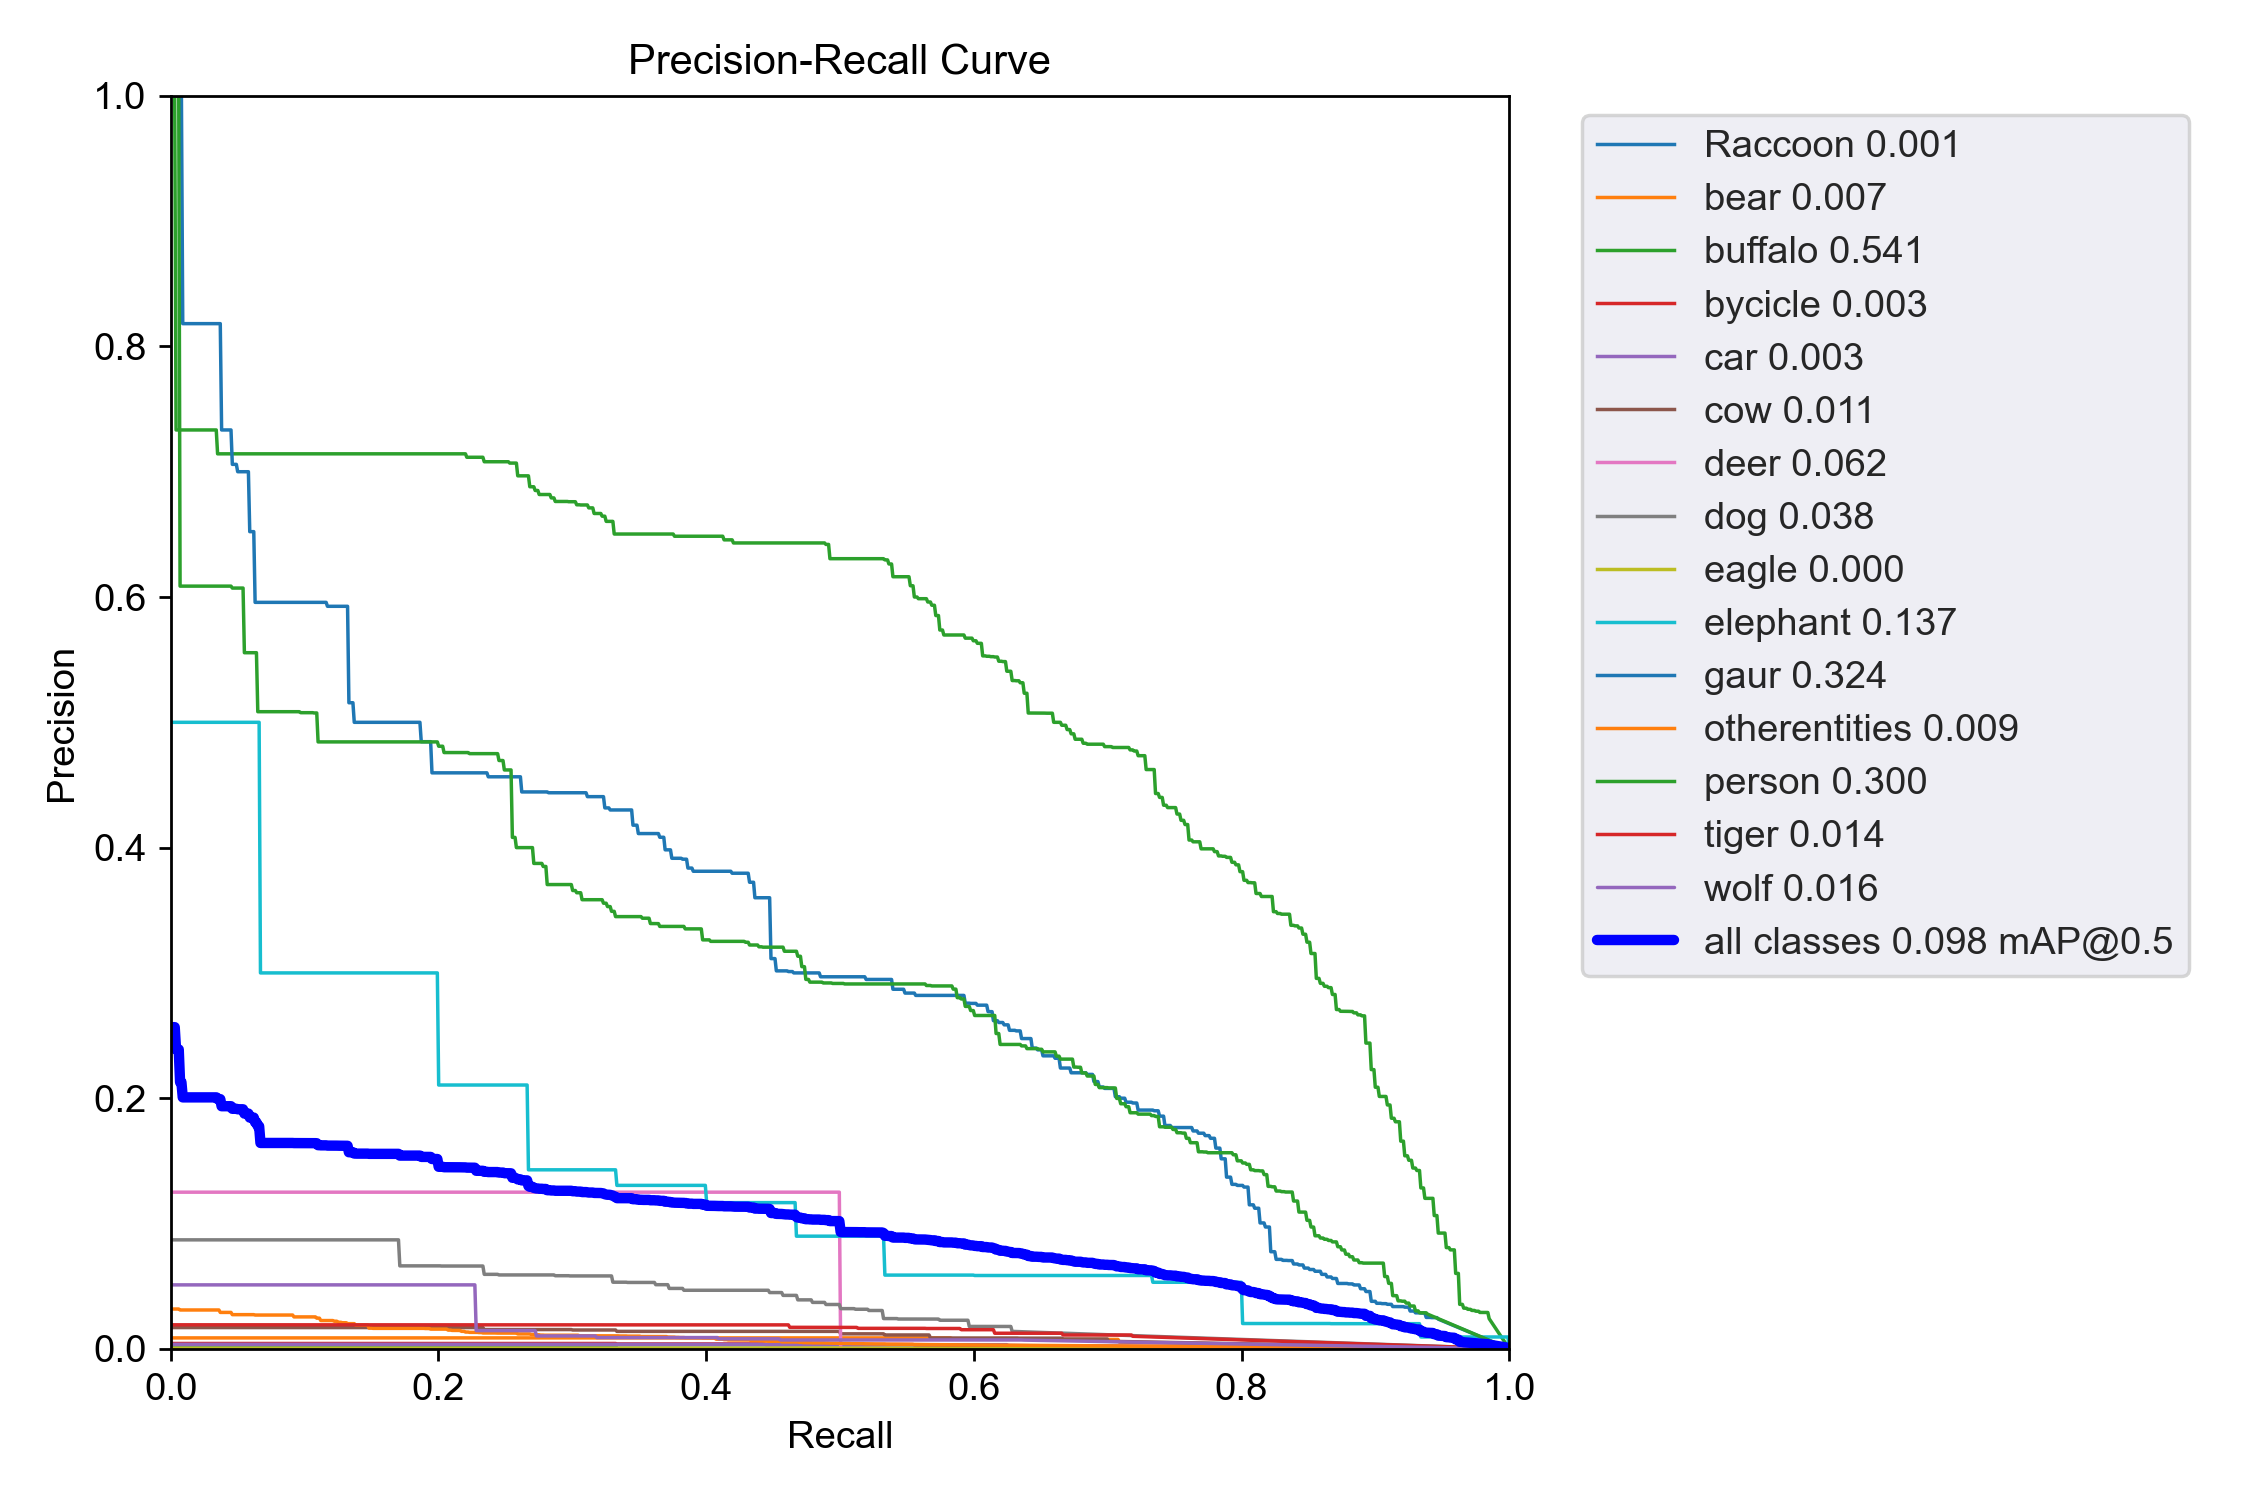 Precision-Recall Curve
1.0
0.8
0.6
0.4
0.2
0.0
Precision
0.0 0.2 0.4 0.6 0.8 1.0
Recall
Raccoon 0.001
bear 0.007
buffalo 0.541
bycicle 0.003
car 0.003
cow 0.011
deer 0.062
dog 0.038
eagle 0.000
elephant 0.137
gaur 0.324
otherentities 0.009
person 0.300
tiger 0.014
wolf 0.016
all classes 0.098 mAP@0.5